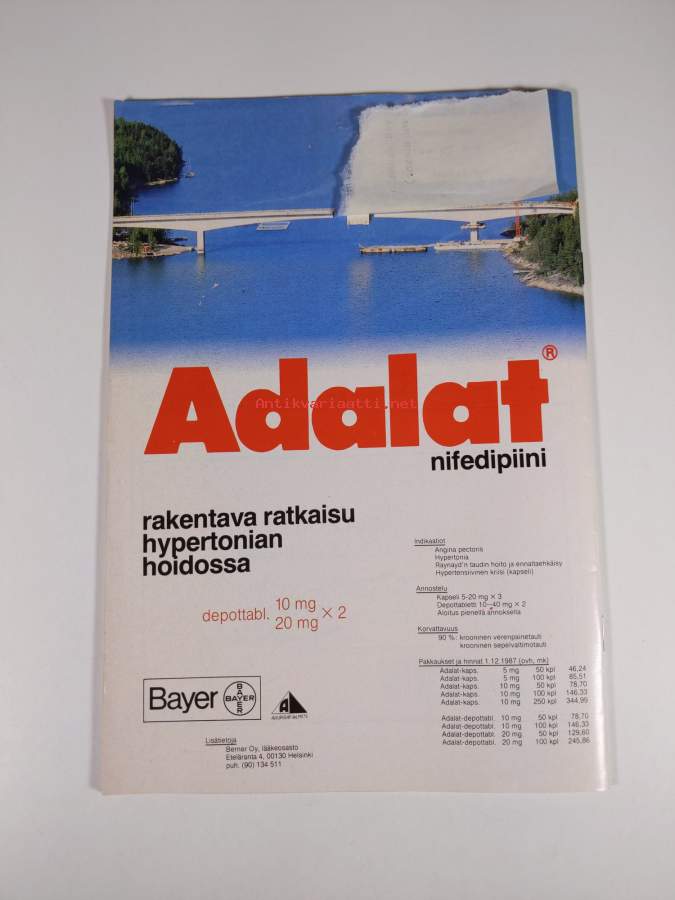 Adalat®
Antikvariaatti.net
nifedipiini
rakentava ratkaisu
hypertonian
hoidossa
depottabl. 10 mg
20 mg × 2
Bayer
BAYER
BAYER
Lisätietoja
Berner Oy, lääkeosasto
Eteläranta 4, 00130 Helsinki
puh. (90) 134 511
Indikaatiot
Angina pectoris
Hypertonia
Raynayd'n taudin hoito ja ennaltaehkäisy
Hypertensiivinen kriisi (kapseli)
Annostelu
Kapseli 5-20 mg × 3
Depottabletti 10-40 mg × 2
Aloitus pienellä annoksella
Korvattavuus
90 %: krooninen verenpainetauti
krooninen sepelvaltimotauti
Pakkaukset ja hinnat 1.12.1987 (ovh, mk)
Adalat-kaps. 5 mg 50 kpl 46,24
Adalat-kaps. 5 mg 100 kpl 85,51
Adalat-kaps. 10 mg 50 kpl 78,70
Adalat-kaps. 10 mg 100 kpl 146,33
Adalat-kaps. 10 mg 250 kpl 344,99
Adalat-depottabl. 10 mg 50 kpl 78,70
Adalat-depottabl. 10 mg 100 kpl 146,33
Adalat-depottabl. 20 mg 50 kpl 129,60
Adalat-depottabl. 20 mg 100 kpl 245,86